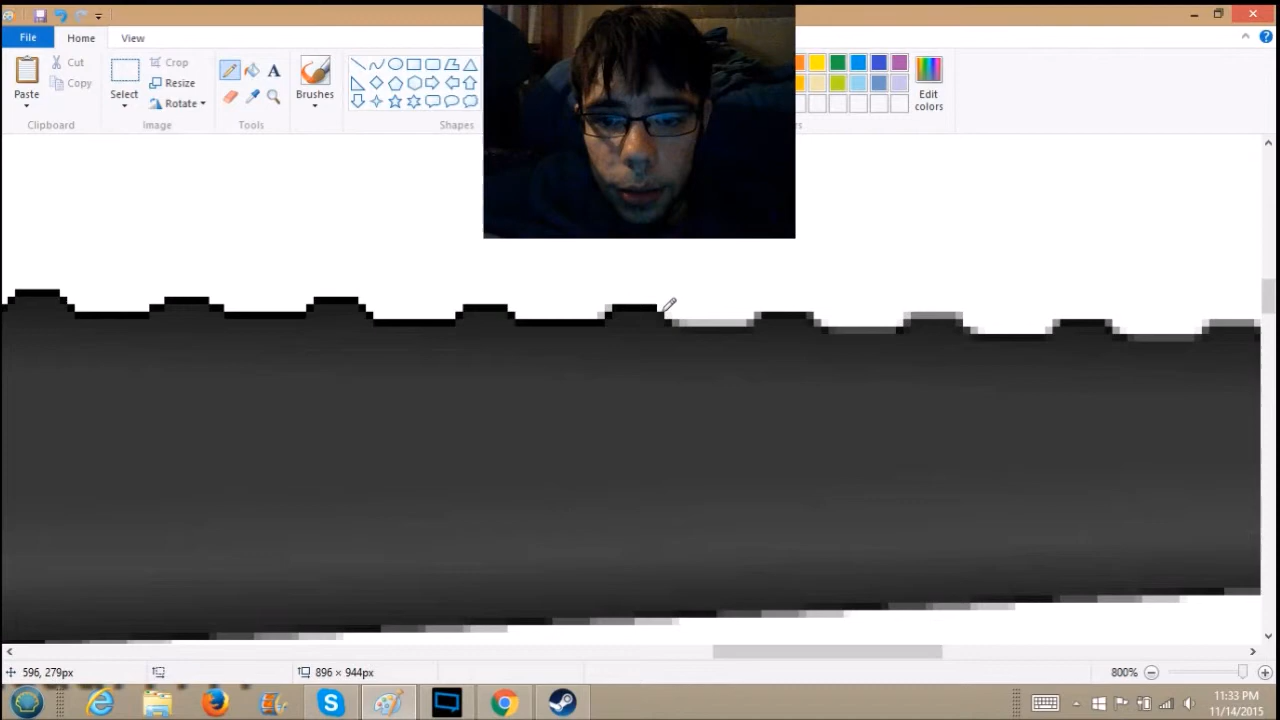 File
Home
View
Paste
Cut
Copy
Clipboard
Select
Crop
Resize
Rotate
Image
A
Tools
Brushes
Shapes
Edit
colors
596, 279px
896 × 944px
800%
11:33 PM
11/14/2015